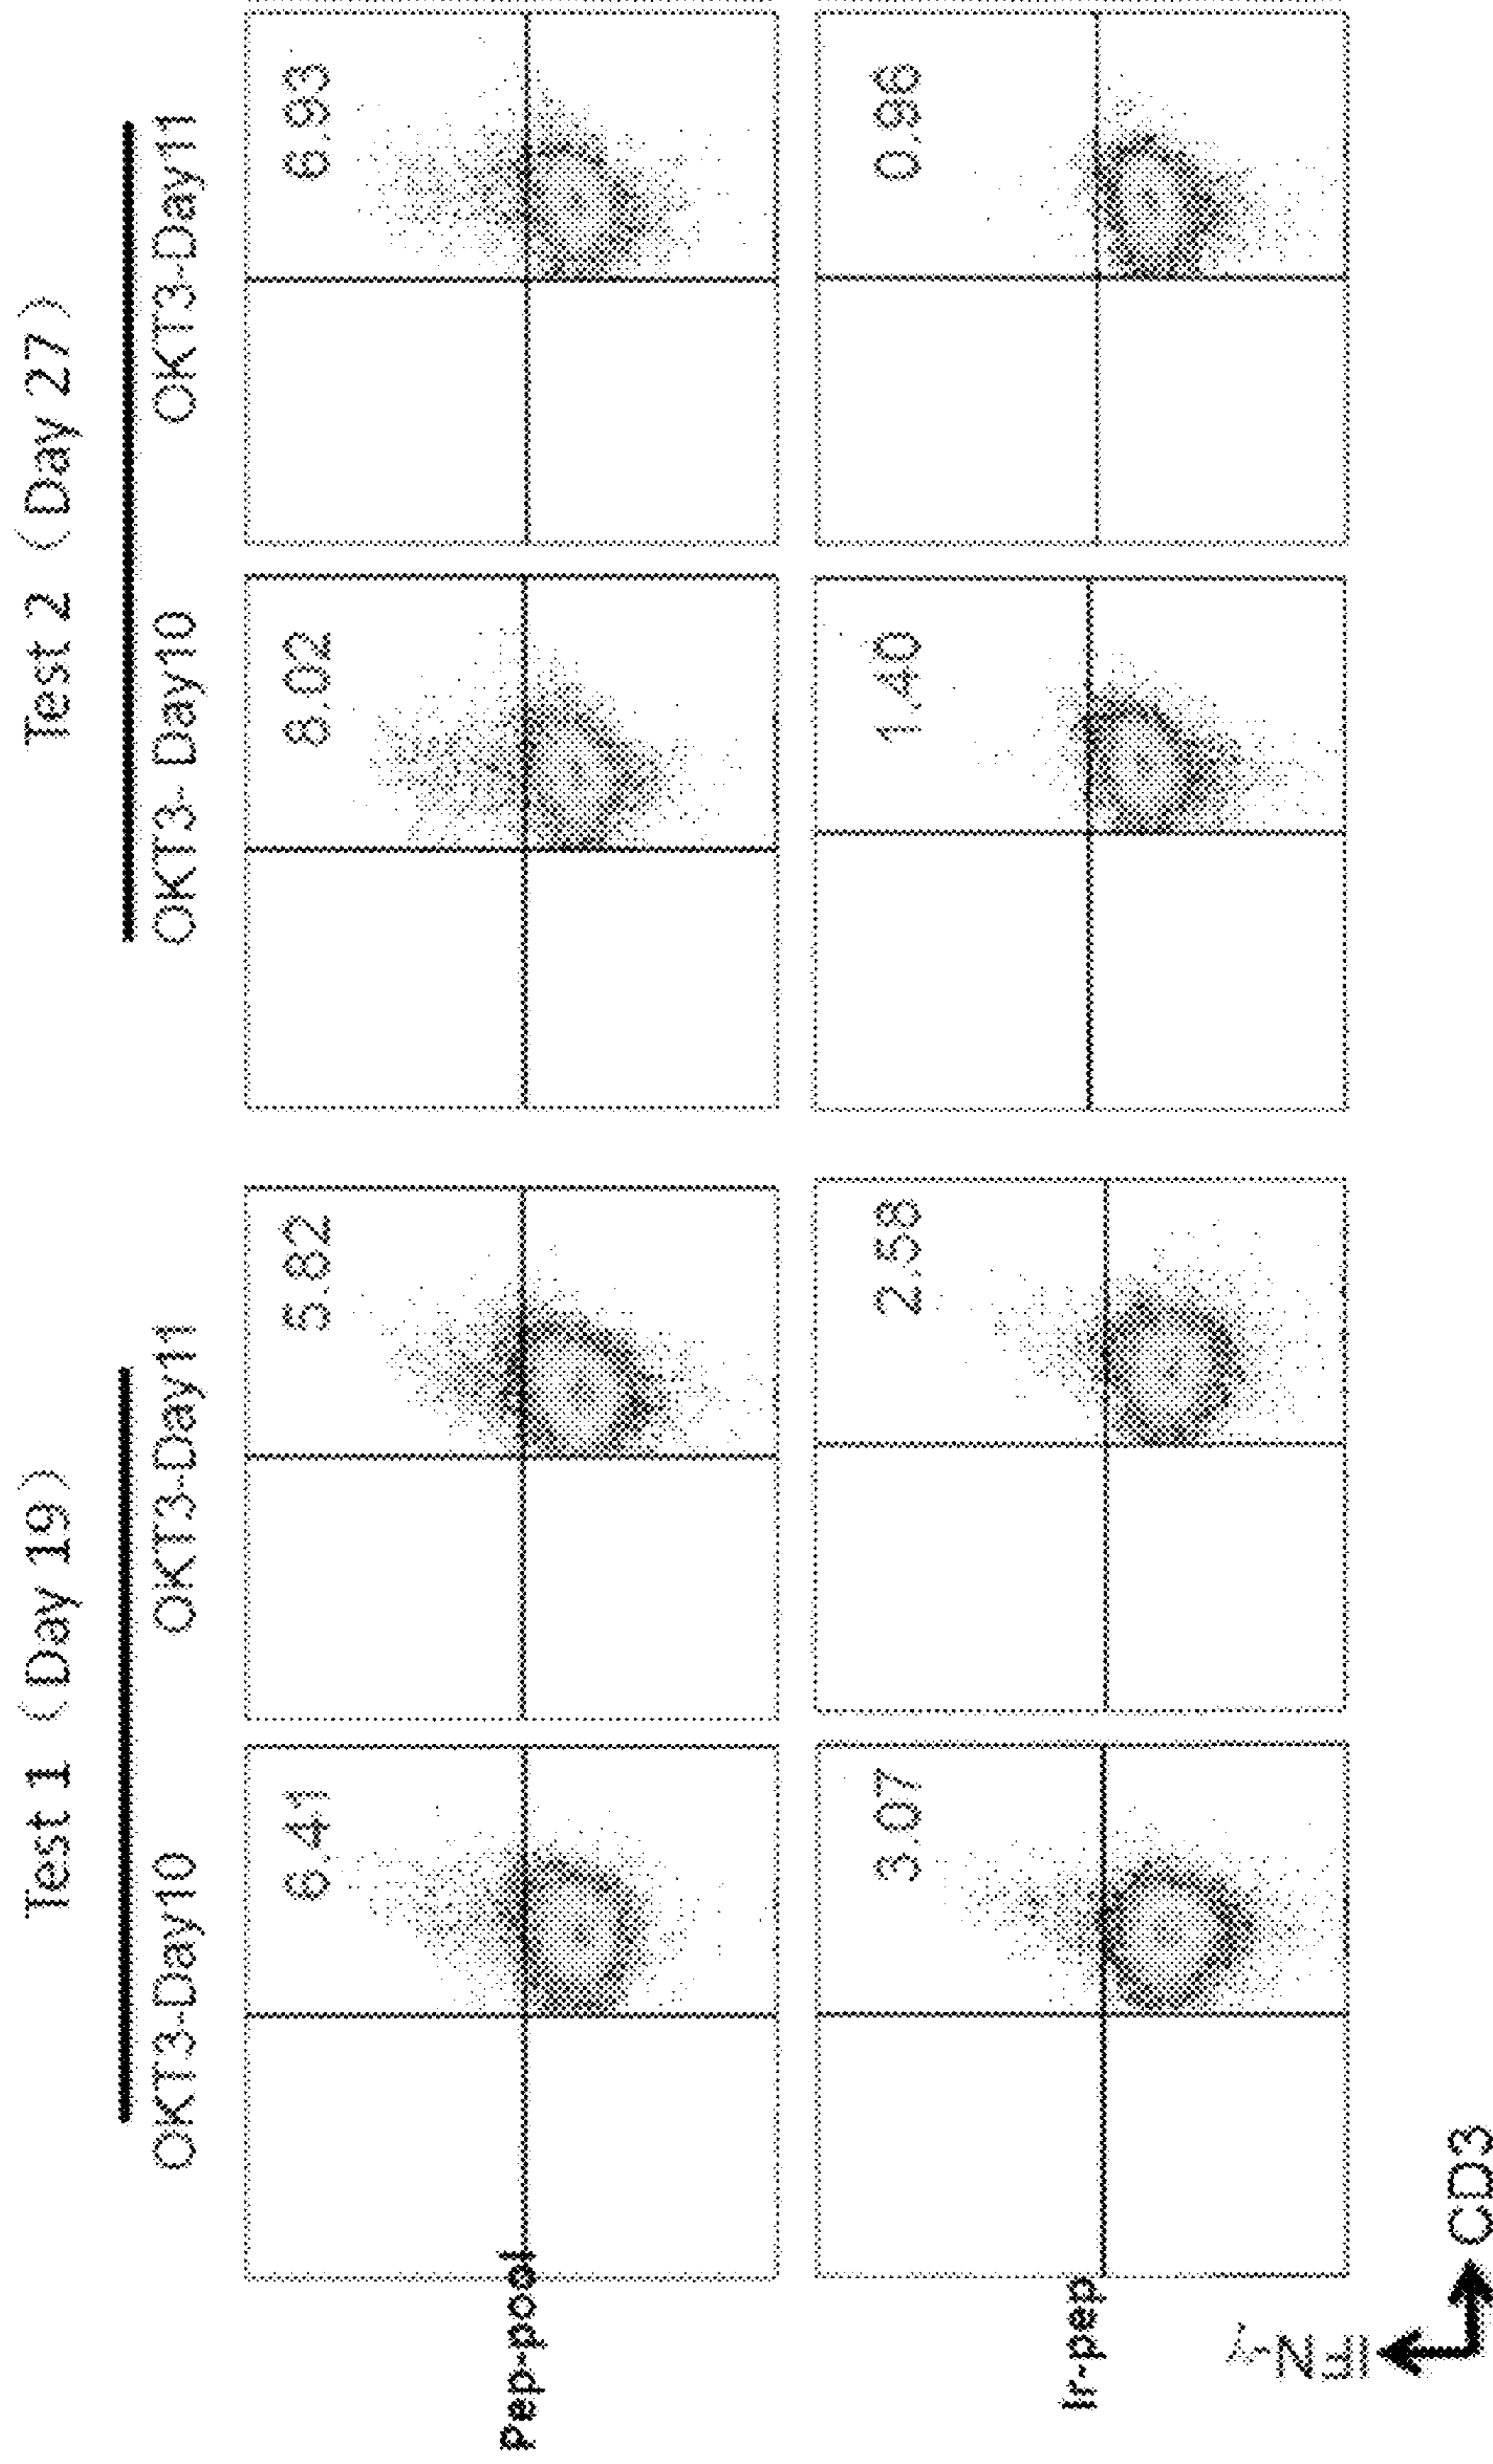 Test 1 (Day 19)
Test 2 (Day 27)
OKT3-Day10
OKT3-Day11
OKT3- Day10
OKT3-Day11
Pep-pool
6.41
5.82
8.02
6.93
Ir-pep
3.07
2.58
1.40
0.96
IFN-γ
CD3